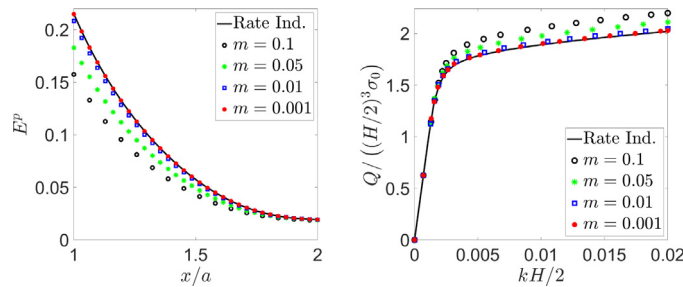 0.2
0.15
0.1
0.05
0
E^p
1
1.5
2
x/a
Rate Ind.
m = 0.1
m = 0.05
m = 0.01
m = 0.001
2
1.5
1
0.5
0
Q/ ((H/2)^3σ_0)
0
0.005
0.01
0.015
0.02
kH/2
Rate Ind.
m = 0.1
m = 0.05
m = 0.01
m = 0.001